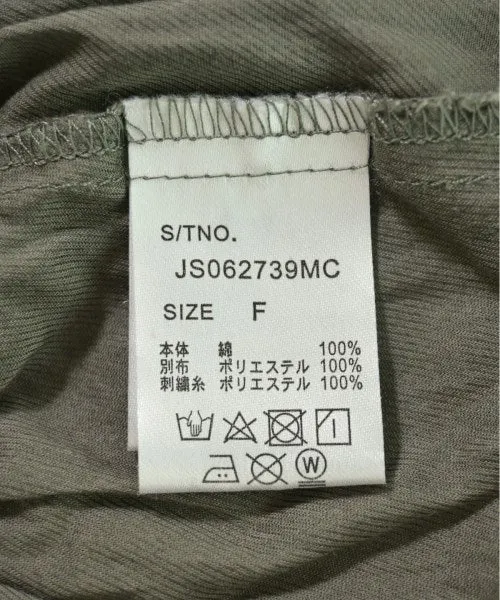 S/TNO.
JS062739MC
SIZE F
本体 綿 100%
別布 ポリエステル 100%
刺繍糸 ポリエステル 100%
W